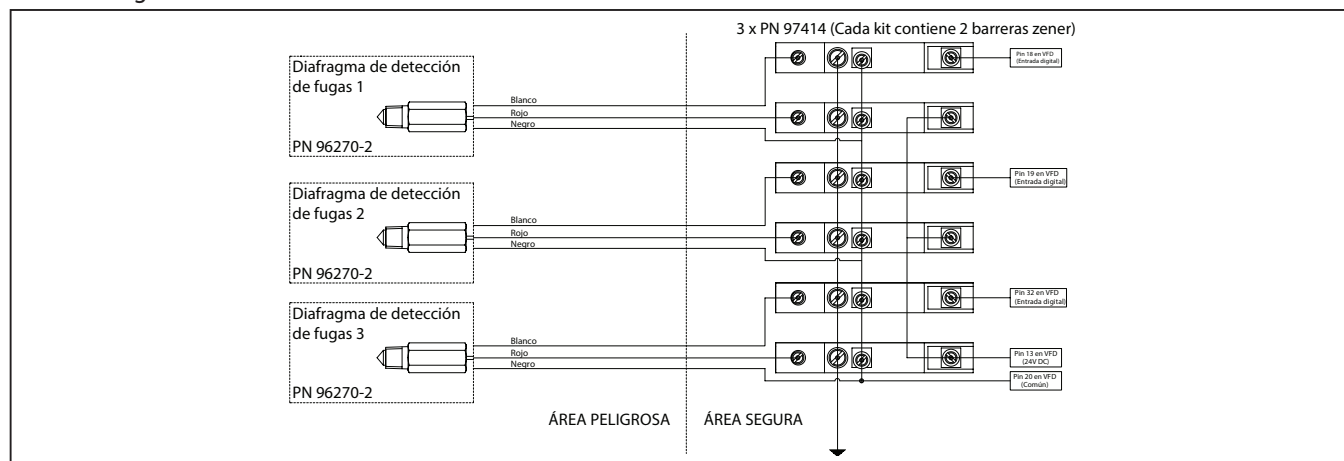 3 x PN 97414 (Cada kit contiene 2 barreras zener)
Diafragma de detección
de fugas 1
PN 96270-2
Blanco
Rojo
Negro
Pin 18 en VFD
(Entrada digital)
Diafragma de detección
de fugas 2
PN 96270-2
Blanco
Rojo
Negro
Pin 19 en VFD
(Entrada digital)
Diafragma de detección
de fugas 3
PN 96270-2
Blanco
Rojo
Negro
Pin 32 en VFD
(Entrada digital)
Pin 13 en VFD
(24V DC)
Pin 20 en VFD
(Común)
ÁREA PELIGROSA
ÁREA SEGURA